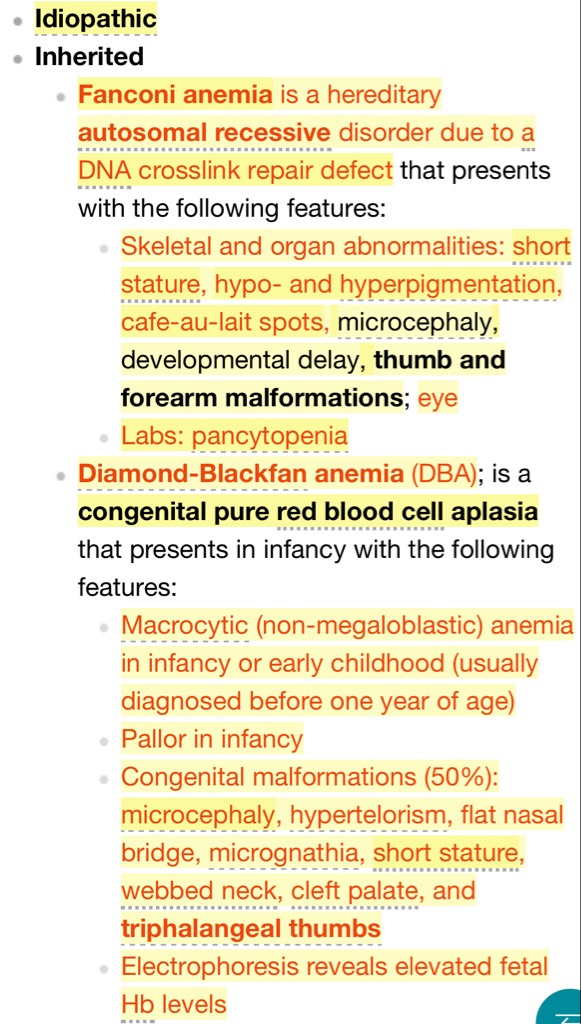 Idiopathic
Inherited
Fanconi anemia is a hereditary
autosomal recessive disorder due to a
DNA crosslink repair defect that presents
with the following features:
Skeletal and organ abnormalities: short
stature, hypo- and hyperpigmentation,
cafe-au-lait spots, microcephaly,
developmental delay, thumb and
forearm malformations; eye
Labs: pancytopenia
Diamond-Blackfan anemia (DBA); is a
congenital pure red blood cell aplasia
that presents in infancy with the following
features:
Macrocytic (non-megaloblastic) anemia
in infancy or early childhood (usually
diagnosed before one year of age)
Pallor in infancy
Congenital malformations (50%):
microcephaly, hypertelorism, flat nasal
bridge, micrognathia, short stature,
webbed neck, cleft palate, and
triphalangeal thumbs
Electrophoresis reveals elevated fetal
Hb levels